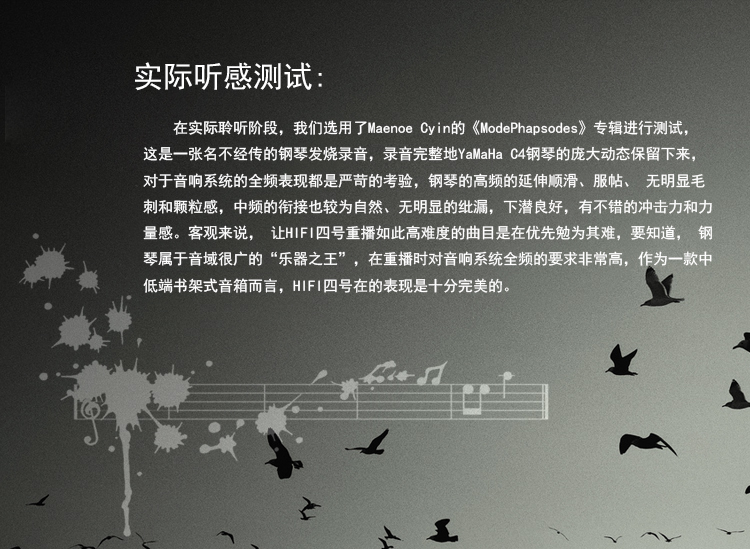 实际听感测试:
在实际聆听阶段，我们选用了Maenoe Cyin的《ModePhapsodes》专辑进行测试，
这是一张名不经传的钢琴发烧录音，录音完整地YaMaHa C4钢琴的庞大动态保留下来，
对于音响系统的全频表现都是严苛的考验，钢琴的高频的延伸顺滑、服帖、 无明显毛
刺和颗粒感，中频的衔接也较为自然、无明显的纰漏，下潜良好，有不错的冲击力和力
量感。客观来说， 让HIFI四号重播如此高难度的曲目是在优先勉为其难，要知道， 钢
琴属于音域很广的“乐器之王”，在重播时对音响系统全频的要求非常高，作为一款中
低端书架式音箱而言，HIFI四号在的表现是十分完美的。